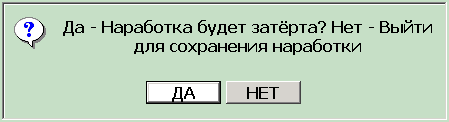 Да - Наработка будет затёрта? Нет - Выйти
для сохранения наработки
ДА НЕТ